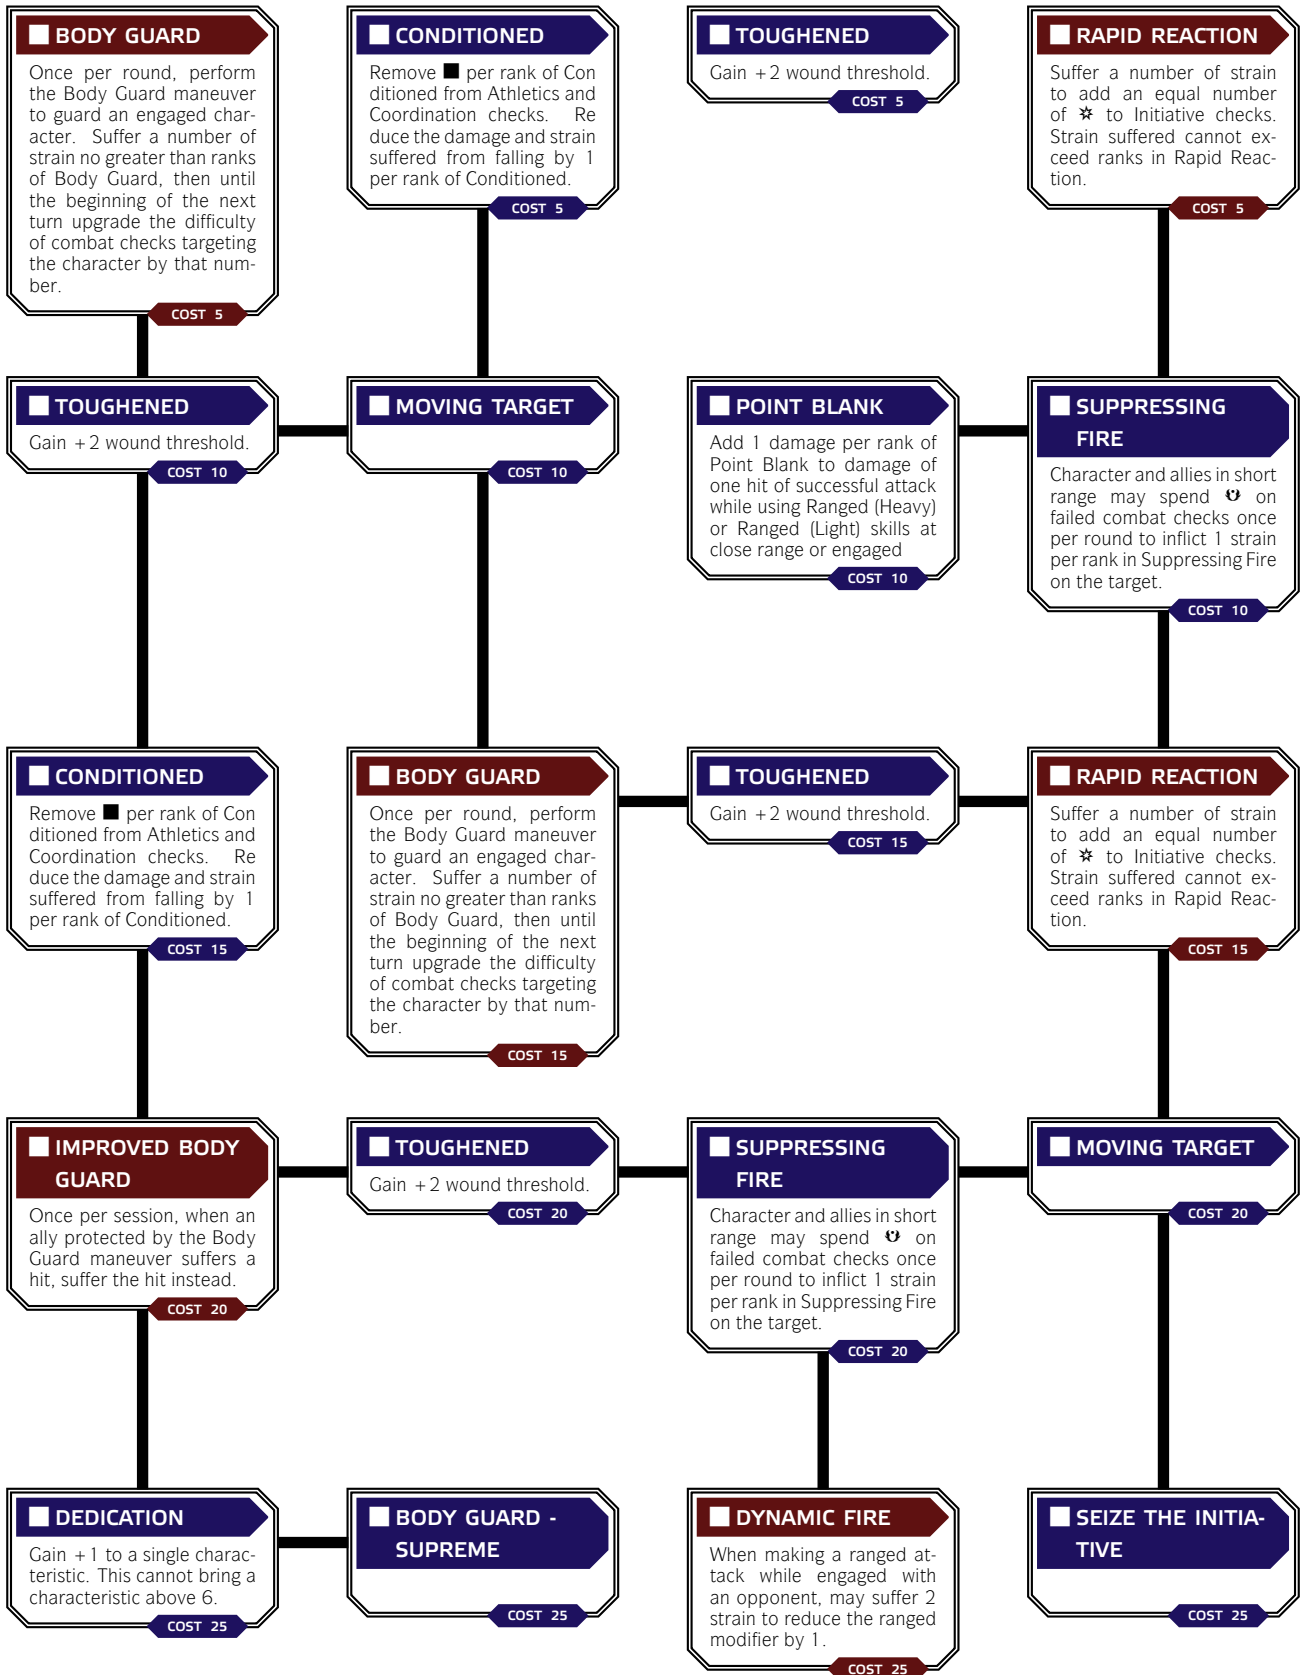 BODY GUARD
Once per round, perform
the Body Guard maneuver
to guard an engaged char-
acter. Suffer a number of
strain no greater than ranks
of Body Guard, then until
the beginning of the next
turn upgrade the difficulty
of combat checks targeting
the character by that num-
ber.
COST 5
CONDITIONED
Remove ■ per rank of Con
ditioned from Athletics and
Coordination checks. Re
duce the damage and strain
suffered from falling by 1
per rank of Conditioned.
COST 5
TOUGHENED
Gain +2 wound threshold.
COST 5
RAPID REACTION
Suffer a number of strain
to add an equal number
of to Initiative checks.
Strain suffered cannot ex-
ceed ranks in Rapid Reac-
tion.
COST 5
TOUGHENED
Gain +2 wound threshold.
COST 10
MOVING TARGET
COST 10
POINT BLANK
Add 1 damage per rank of
Point Blank to damage of
one hit of successful attack
while using Ranged (Heavy)
or Ranged (Light) skills at
close range or engaged
COST 10
SUPPRESSING
FIRE
Character and allies in short
range may spend on
failed combat checks once
per round to inflict 1 strain
per rank in Suppressing Fire
on the target.
COST 10
CONDITIONED
Remove ■ per rank of Con
ditioned from Athletics and
Coordination checks. Re
duce the damage and strain
suffered from falling by 1
per rank of Conditioned.
COST 15
BODY GUARD
Once per round, perform
the Body Guard maneuver
to guard an engaged char-
acter. Suffer a number of
strain no greater than ranks
of Body Guard, then until
the beginning of the next
turn upgrade the difficulty
of combat checks targeting
the character by that num-
ber.
COST 15
TOUGHENED
Gain +2 wound threshold.
COST 15
RAPID REACTION
Suffer a number of strain
to add an equal number
of to Initiative checks.
Strain suffered cannot ex-
ceed ranks in Rapid Reac-
tion.
COST 15
IMPROVED BODY
GUARD
Once per session, when an
ally protected by the Body
Guard maneuver suffers a
hit, suffer the hit instead.
COST 20
TOUGHENED
Gain +2 wound threshold.
COST 20
SUPPRESSING
FIRE
Character and allies in short
range may spend on
failed combat checks once
per round to inflict 1 strain
per rank in Suppressing Fire
on the target.
COST 20
MOVING TARGET
COST 20
DEDICATION
Gain +1 to a single charac-
teristic. This cannot bring a
characteristic above 6.
COST 25
BODY GUARD -
SUPREME
COST 25
DYNAMIC FIRE
When making a ranged at-
tack while engaged with
an opponent, may suffer 2
strain to reduce the ranged
modifier by 1.
COST 25
SEIZE THE INITIA-
TIVE
COST 25